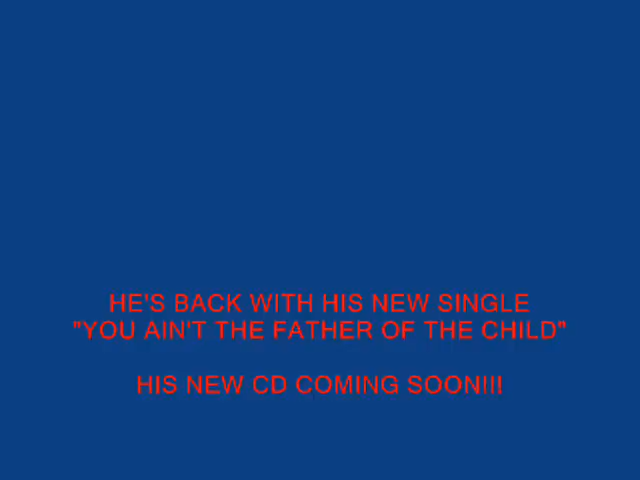 HE'S BACK WITH HIS NEW SINGLE
"YOU AIN'T THE FATHER OF THE CHILD"
HIS NEW CD COMING SOON!!!